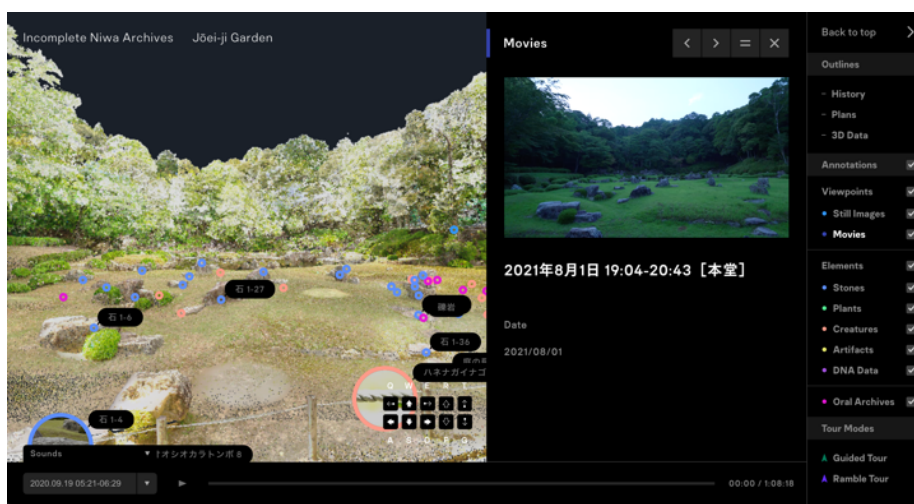 Incomplete Niwa Archives Jōei-ji Garden
石 1-27
石 1-6
礫岩
石 1-36
ハネナガイナゴ
Q W E R T
A S D F G
石 1-4
オシオカラトンボ 8
Sounds
2020.09.19 05:21-06:29
00:00 / 1:08:18
Movies
2021年8月1日 19:04-20:43［本堂］
Date
2021/08/01
Back to top
Outlines
- History
- Plans
- 3D Data
Annotations
Viewpoints
Still Images
Movies
Elements
Stones
Plants
Creatures
Artifacts
DNA Data
Oral Archives
Tour Modes
Guided Tour
Ramble Tour